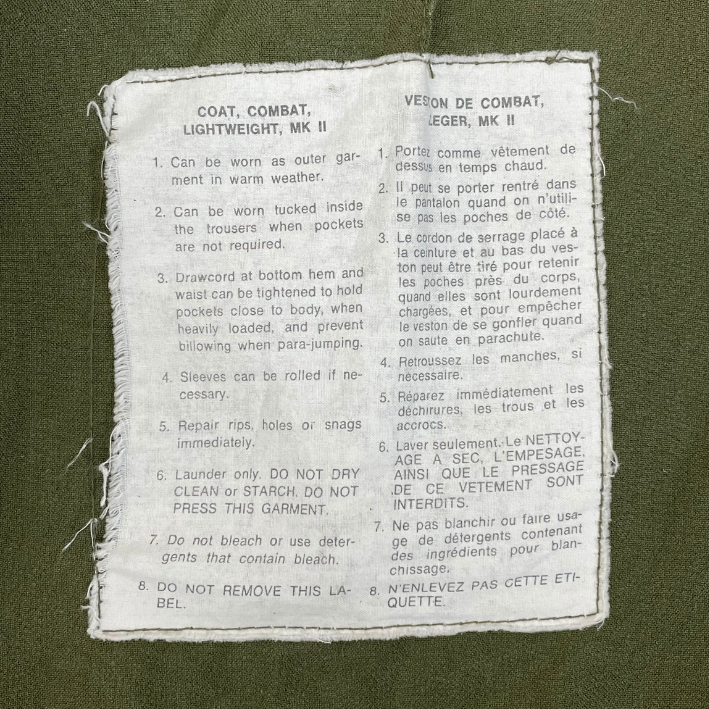 COAT, COMBAT,
LIGHTWEIGHT, MK II
1. Can be worn as outer gar-
ment in warm weather.
2. Can be worn tucked inside
the trousers when pockets
are not required.
3. Drawcord at bottom hem and
waist can be tightened to hold
pockets close to body, when
heavily loaded, and prevent
billowing when para-jumping.
4. Sleeves can be rolled if ne-
cessary.
5. Repair rips, holes or snags
immediately.
6. Launder only. DO NOT DRY
CLEAN or STARCH. DO NOT
PRESS THIS GARMENT.
7. Do not bleach or use deter-
gents that contain bleach.
8. DO NOT REMOVE THIS LA-
BEL.
VESTON DE COMBAT,
LEGER, MK II
1. Portez comme vêtement de
dessus en temps chaud.
2. Il peut se porter rentré dans
le pantalon quand on n'utili-
se pas les poches de côté.
3. Le cordon de serrage placé à
la ceinture et au bas du ves-
ton peut être tiré pour retenir
les poches près du corps,
quand elles sont lourdement
chargées, et pour empêcher
le veston de se gonfler quand
on saute en parachute.
4. Retroussez les manches, si
nécessaire.
5. Réparez immédiatement les
déchirures, les trous et les
accrocs.
6. Laver seulement. Le NETTOY-
AGE A SEC, L'EMPESAGE,
AINSI QUE LE PRESSAGE
DE CE VETEMENT SONT
INTERDITS.
7. Ne pas blanchir ou faire usa-
ge de détergents contenant
des ingrédients pour blan-
chissage.
8. N'ENLEVEZ PAS CETTE ETI-
QUETTE.